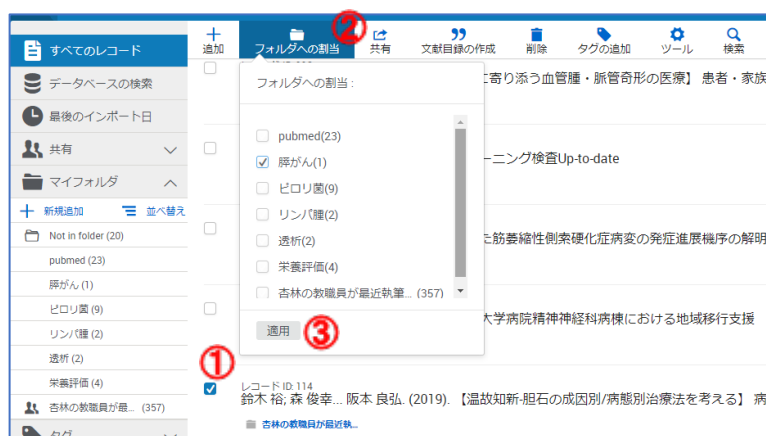 すべてのレコード
データベースの検索
最後のインポート日
共有
マイフォルダ
新規追加 並べ替え
Not in folder (20)
pubmed (23)
膵がん (1)
ピロリ菌 (9)
リンパ腫 (2)
透析 (2)
栄養評価 (4)
杏林の教職員が最... (357)
タグ
追加 フォルダへの割当 共有 文献目録の作成 削除 タグの追加 ツール 検索
②
フォルダへの割当 :
pubmed(23)
膵がん(1)
ピロリ菌(9)
リンパ腫(2)
透析(2)
栄養評価(4)
杏林の教職員が最近執筆... (357)
適用 ③
に寄り添う血管腫・脈管奇形の医療】 患者・家族
ーニング検査Up-to-date
た筋萎縮性側索硬化症病変の発症進展機序の解明
大学病院精神神経科病棟における地域移行支援
①
レコード ID: 114
鈴木 裕; 森 俊幸... 阪本 良弘. (2019). 【温故知新-胆石の成因別/病態別治療法を考える】 病
杏林の教職員が最近執...